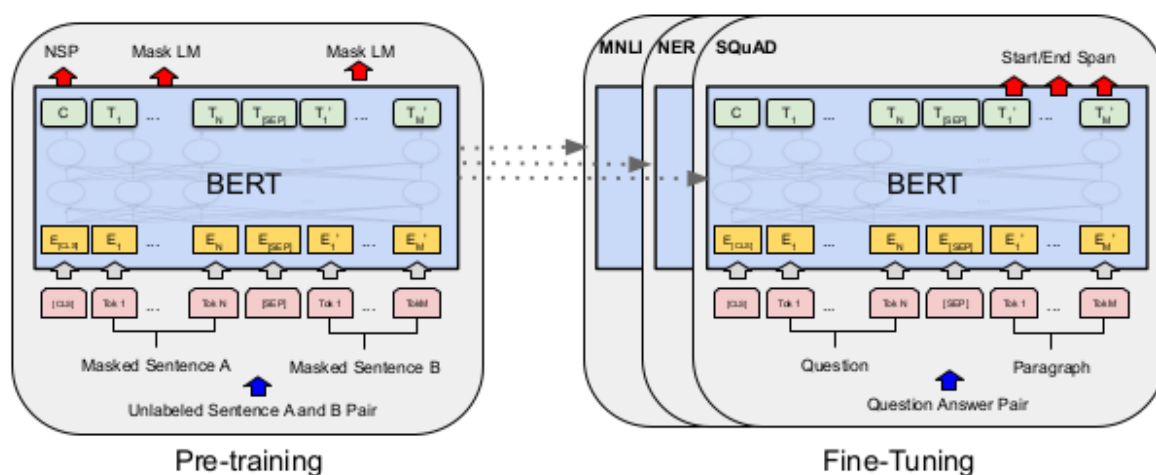 NSP Mask LM Mask LM
C T1 ... TN T[SEP] T1' ... TM'
BERT
E[CLS] E1 ... EN E[SEP] E1' ... EM'
[CLS] Tok 1 ... Tok N [SEP] Tok 1 ... TokM
Masked Sentence A Masked Sentence B
Unlabeled Sentence A and B Pair
Pre-training
MNLI NER SQuAD
Start/End Span
C T1 ... TN T[SEP] T1' ... TM'
BERT
E[CLS] E1 ... EN E[SEP] E1' ... EM'
[CLS] Tok 1 ... Tok N [SEP] Tok 1 ... TokM
Question Paragraph
Question Answer Pair
Fine-Tuning